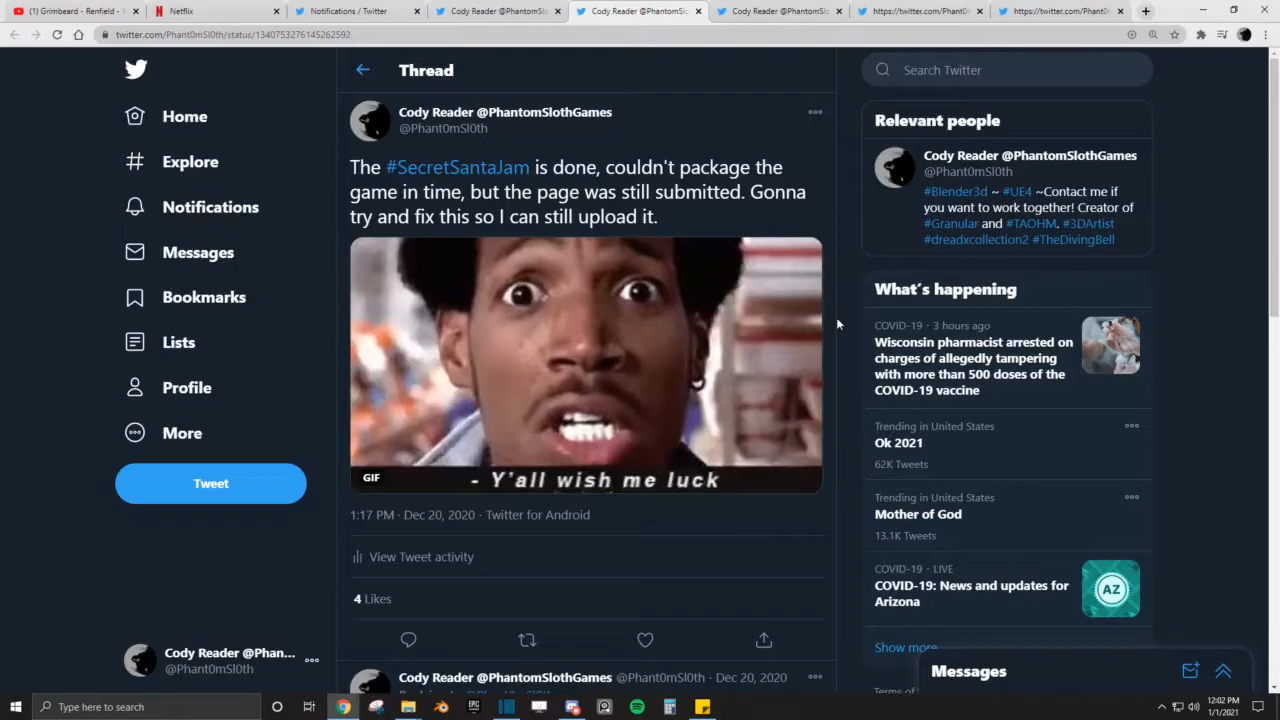 Grimbeard - Renfield - V
Netflix
Notifications / Twitter
Cody Reader @PhantomSloth
Cody Reader @PhantomSloth
Cody Reader @PhantomSloth
https://twitter.com/Phant0
https://twitter.com/Phant0
twitter.com/Phant0mSl0th/status/1340753276145262592
Home
Explore
Notifications
Messages
Bookmarks
Lists
Profile
More
Tweet
Cody Reader @Phan...
@Phant0mSl0th
Thread
Cody Reader @PhantomSlothGames
@Phant0mSl0th
The #SecretSantaJam is done, couldn't package the
game in time, but the page was still submitted. Gonna
try and fix this so I can still upload it.
- Y'all wish me luck
GIF
1:17 PM · Dec 20, 2020 · Twitter for Android
View Tweet activity
4 Likes
Cody Reader @PhantomSlothGames @Phant0mSl0th · Dec 20, 2020
Search Twitter
Relevant people
Cody Reader @PhantomSlothGames
@Phant0mSl0th
#Blender3d ~ #UE4 ~Contact me if
you want to work together! Creator of
#Granular and #TAOHM. #3DArtist
#dreadxcollection2 #TheDivingBell
What's happening
COVID-19 · 3 hours ago
Wisconsin pharmacist arrested on
charges of allegedly tampering
with more than 500 doses of the
COVID-19 vaccine
Trending in United States
Ok 2021
62K Tweets
Trending in United States
Mother of God
13.1K Tweets
COVID-19 · LIVE
COVID-19: News and updates for
Arizona
AZ
Show more
Messages
Terms of
Type here to search
EPIC
12:02 PM
1/1/2021